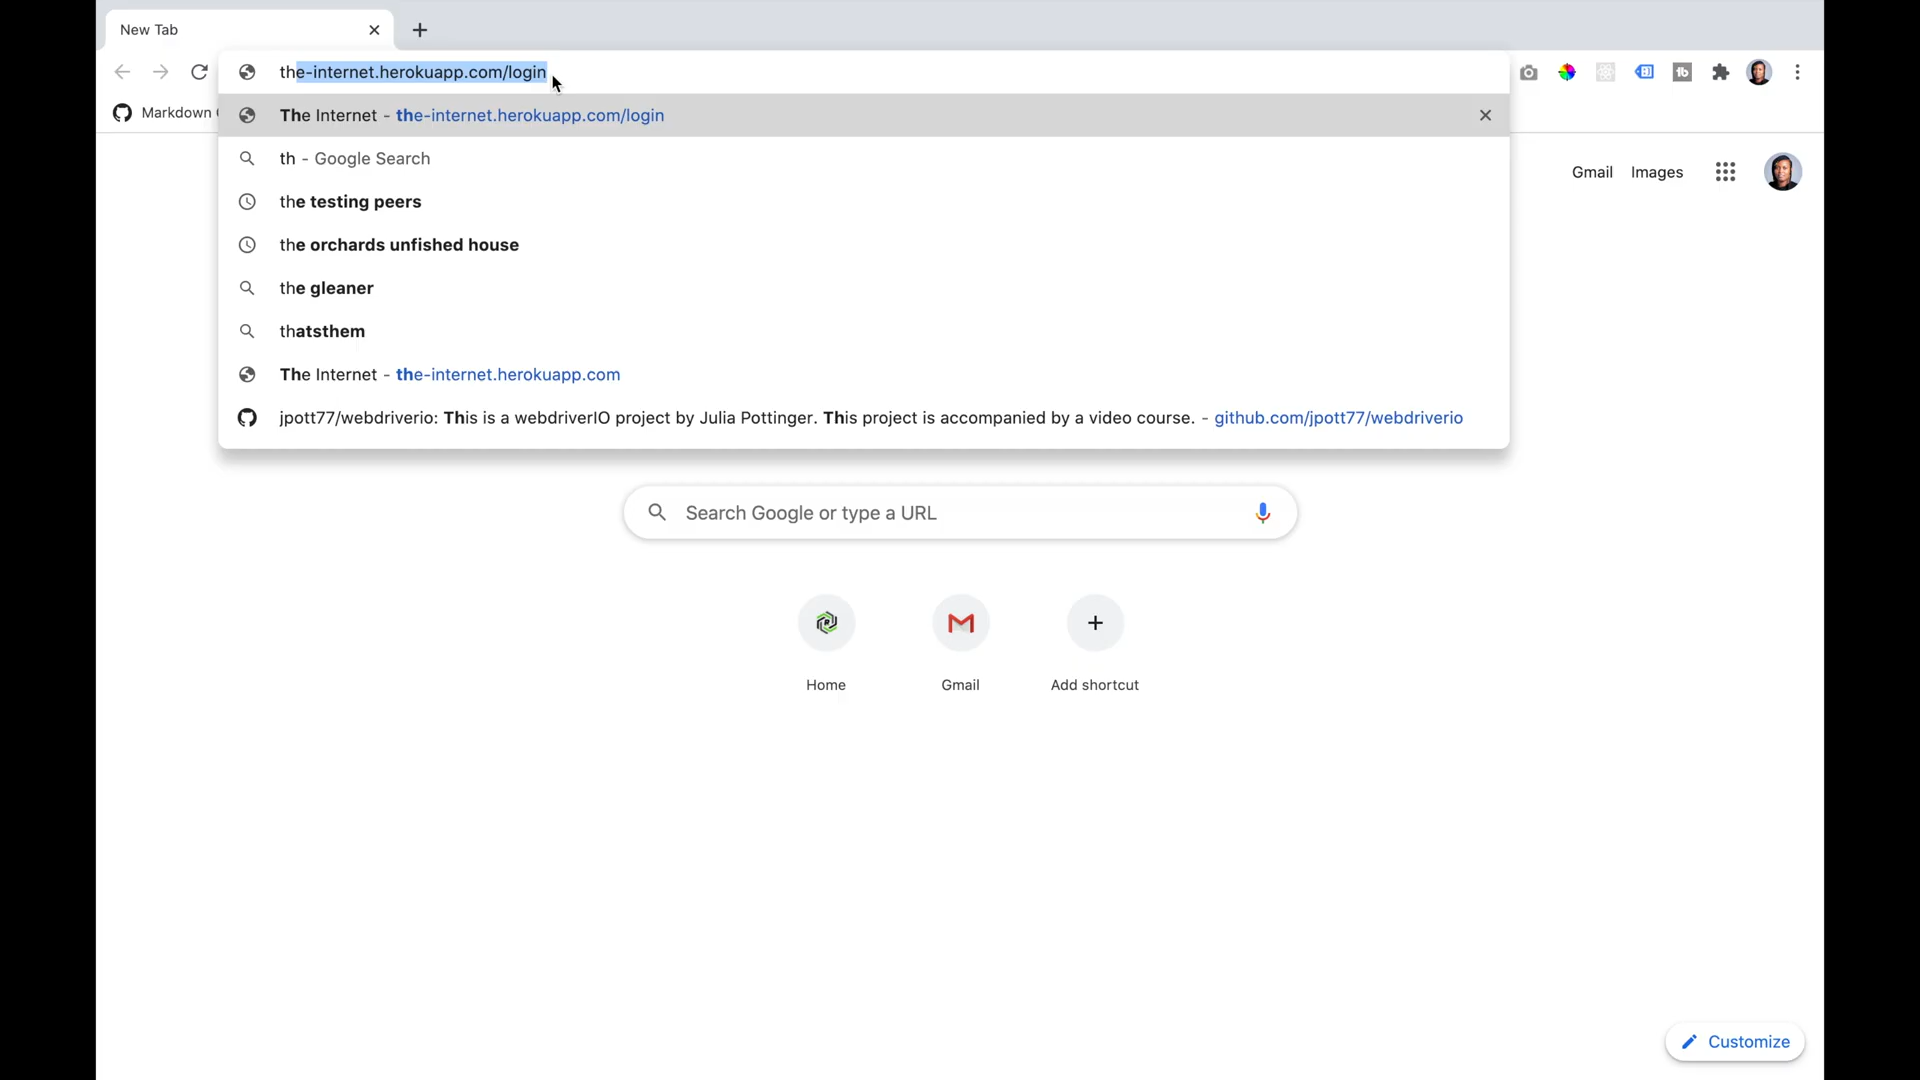 New Tab
the-internet.herokuapp.com/login
Markdown
The Internet - the-internet.herokuapp.com/login
th - Google Search
Gmail Images
the testing peers
the orchards unfished house
the gleaner
thatsthem
The Internet - the-internet.herokuapp.com
jpott77/webdriverio: This is a webdriverIO project by Julia Pottinger. This project is accompanied by a video course. - github.com/jpott77/webdriverio
Search Google or type a URL
Home Gmail Add shortcut
Customize